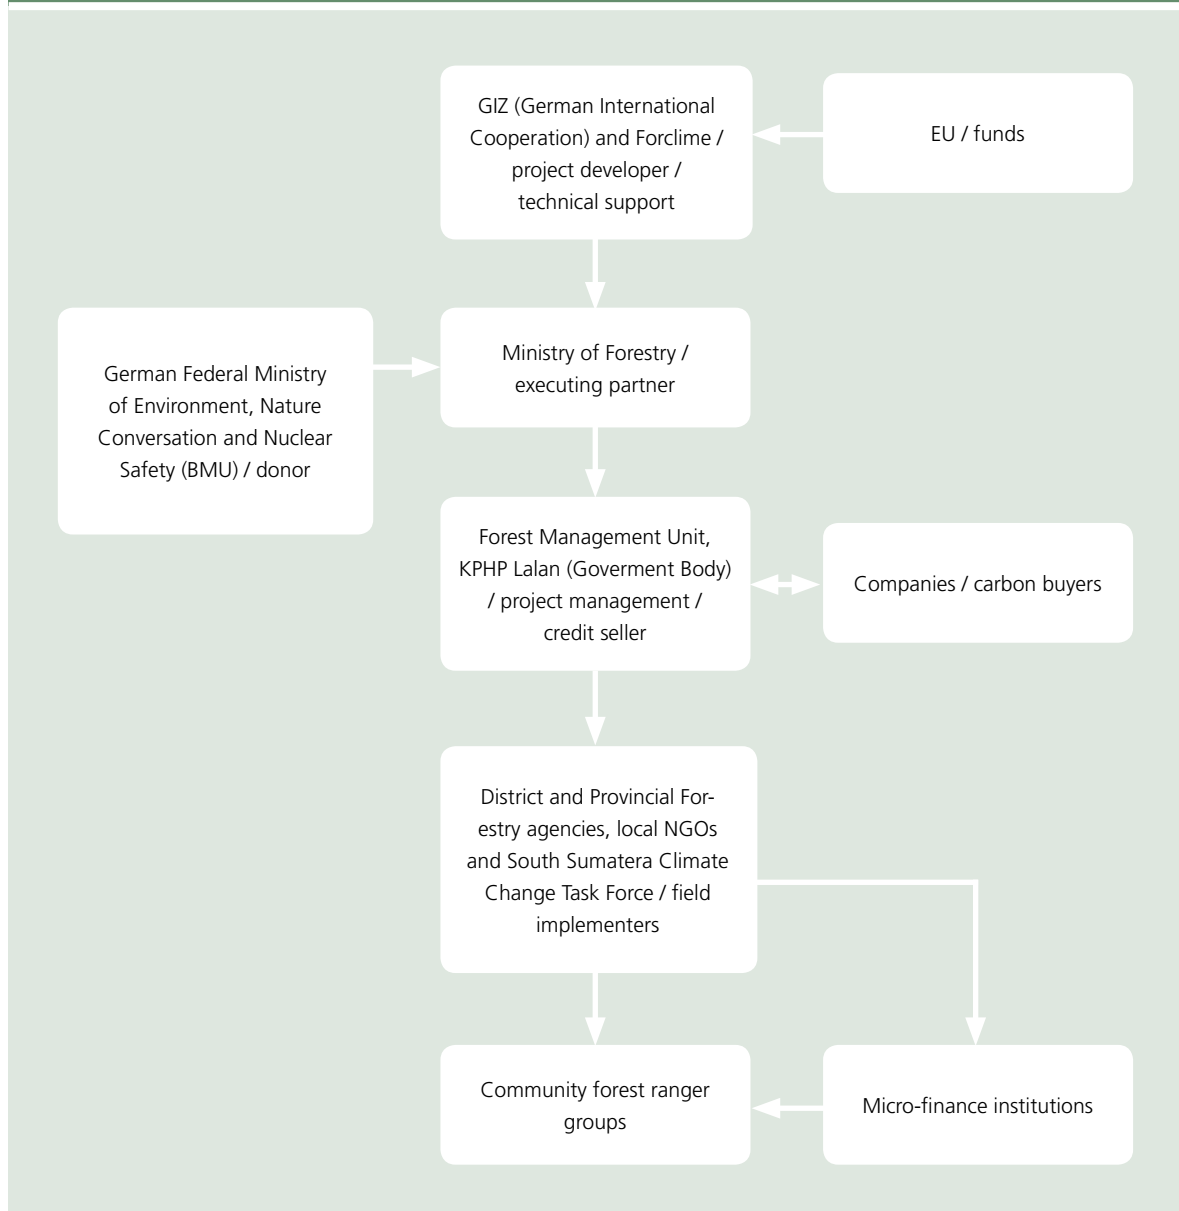 GIZ (German International
Cooperation) and Forclime /
project developer /
technical support
EU / funds
German Federal Ministry
of Environment, Nature
Conversation and Nuclear
Safety (BMU) / donor
Ministry of Forestry /
executing partner
Forest Management Unit,
KPHP Lalan (Goverment Body)
/ project management /
credit seller
Companies / carbon buyers
District and Provincial For-
estry agencies, local NGOs
and South Sumatera Climate
Change Task Force / field
implementers
Community forest ranger
groups
Micro-finance institutions